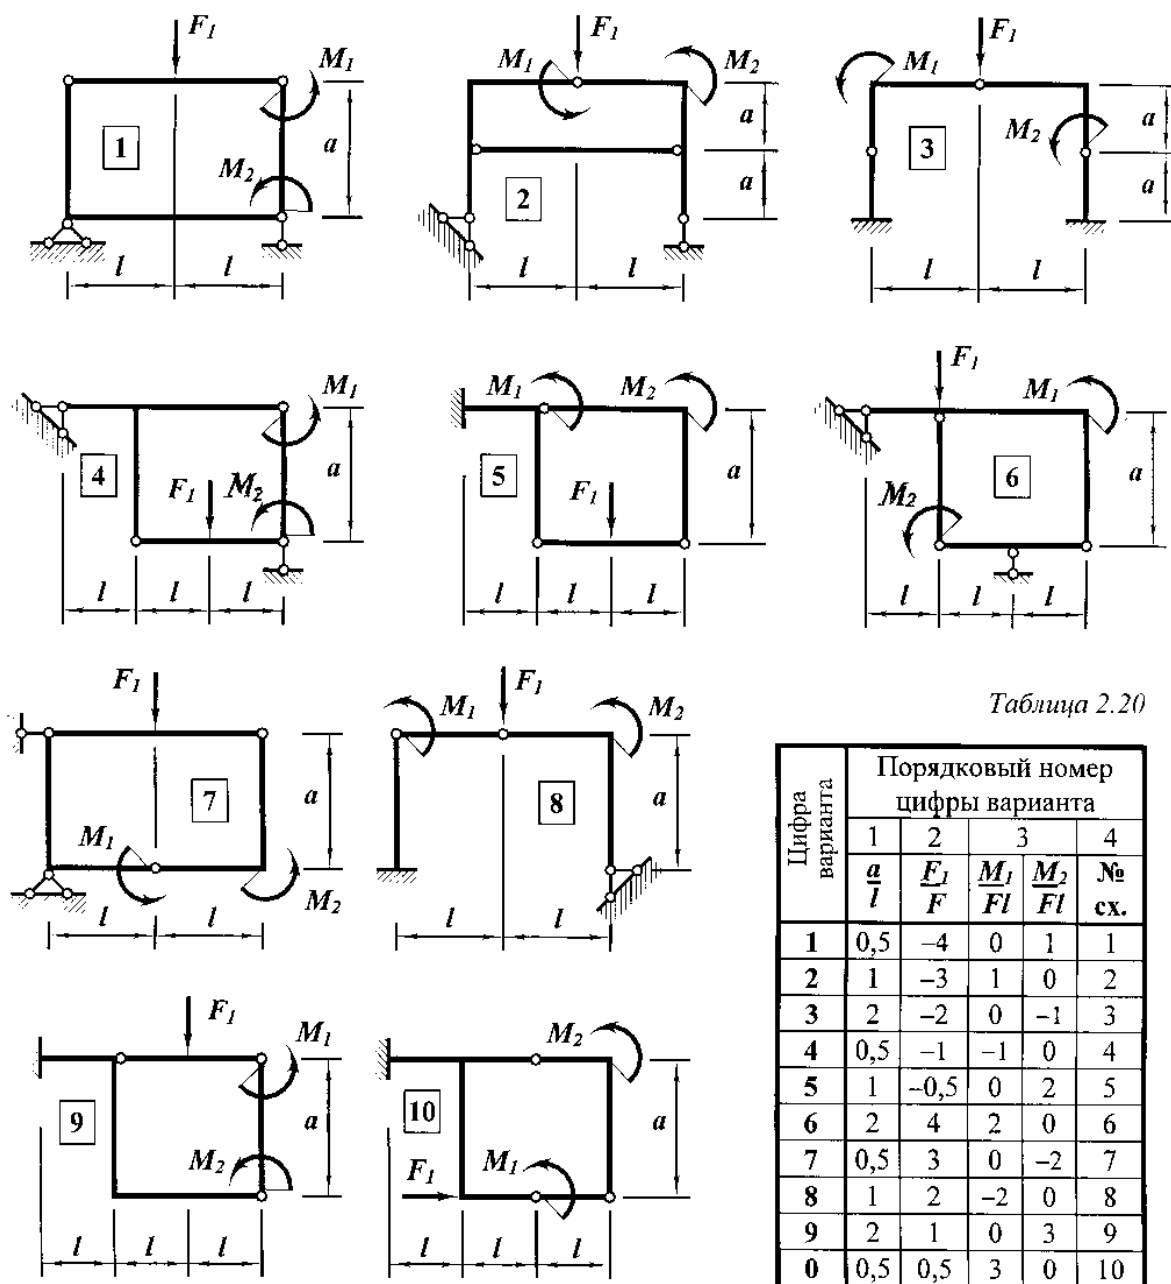 F1 M1 M2 1 a l l
F1 M1 M2 2 a a l l
F1 M1 M2 3 a a l l
M1 4 F1 M2 a l l l
M1 M2 5 F1 a l l l
F1 M1 6 M2 a l l l
F1 7 M1 M2 a l l
F1 M1 M2 8 a l l
F1 M1 9 M2 a l l l
M2 10 F1 M1 a l l l
Таблица 2.20
Цифра варианта
Порядковый номер
цифры варианта
1 2 3 4
a/l F1/F M1/Fl M2/Fl № сх.
1 0,5 –4 0 1 1
2 1 –3 1 0 2
3 2 –2 0 –1 3
4 0,5 –1 –1 0 4
5 1 –0,5 0 2 5
6 2 4 2 0 6
7 0,5 3 0 –2 7
8 1 2 –2 0 8
9 2 1 0 3 9
0 0,5 0,5 3 0 10